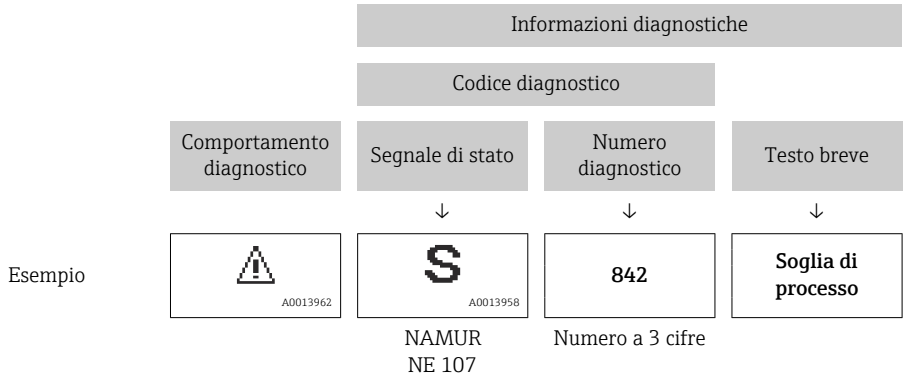 Informazioni diagnostiche
Codice diagnostico
Comportamento
diagnostico
Segnale di stato
Numero
diagnostico
Testo breve
Esempio
A0013962
S
A0013958
842
Soglia di
processo
NAMUR
NE 107
Numero a 3 cifre